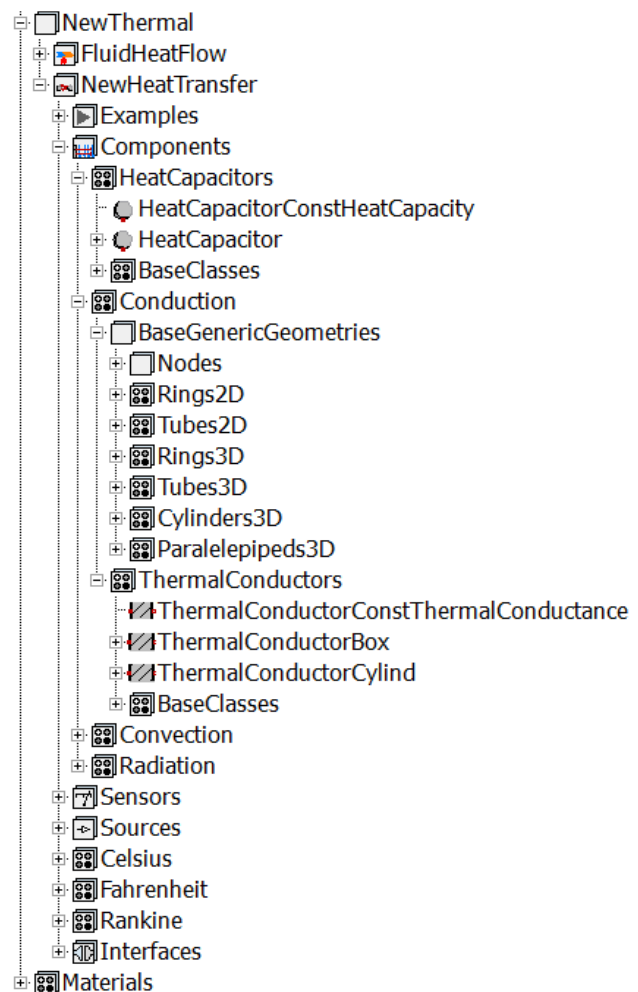 NewThermal
FluidHeatFlow
NewHeatTransfer
Examples
Components
HeatCapacitors
HeatCapacitorConstHeatCapacity
HeatCapacitor
BaseClasses
Conduction
BaseGenericGeometries
Nodes
Rings2D
Tubes2D
Rings3D
Tubes3D
Cylinders3D
Paralelepipeds3D
ThermalConductors
ThermalConductorConstThermalConductance
ThermalConductorBox
ThermalConductorCylind
BaseClasses
Convection
Radiation
Sensors
Sources
Celsius
Fahrenheit
Rankine
Interfaces
Materials